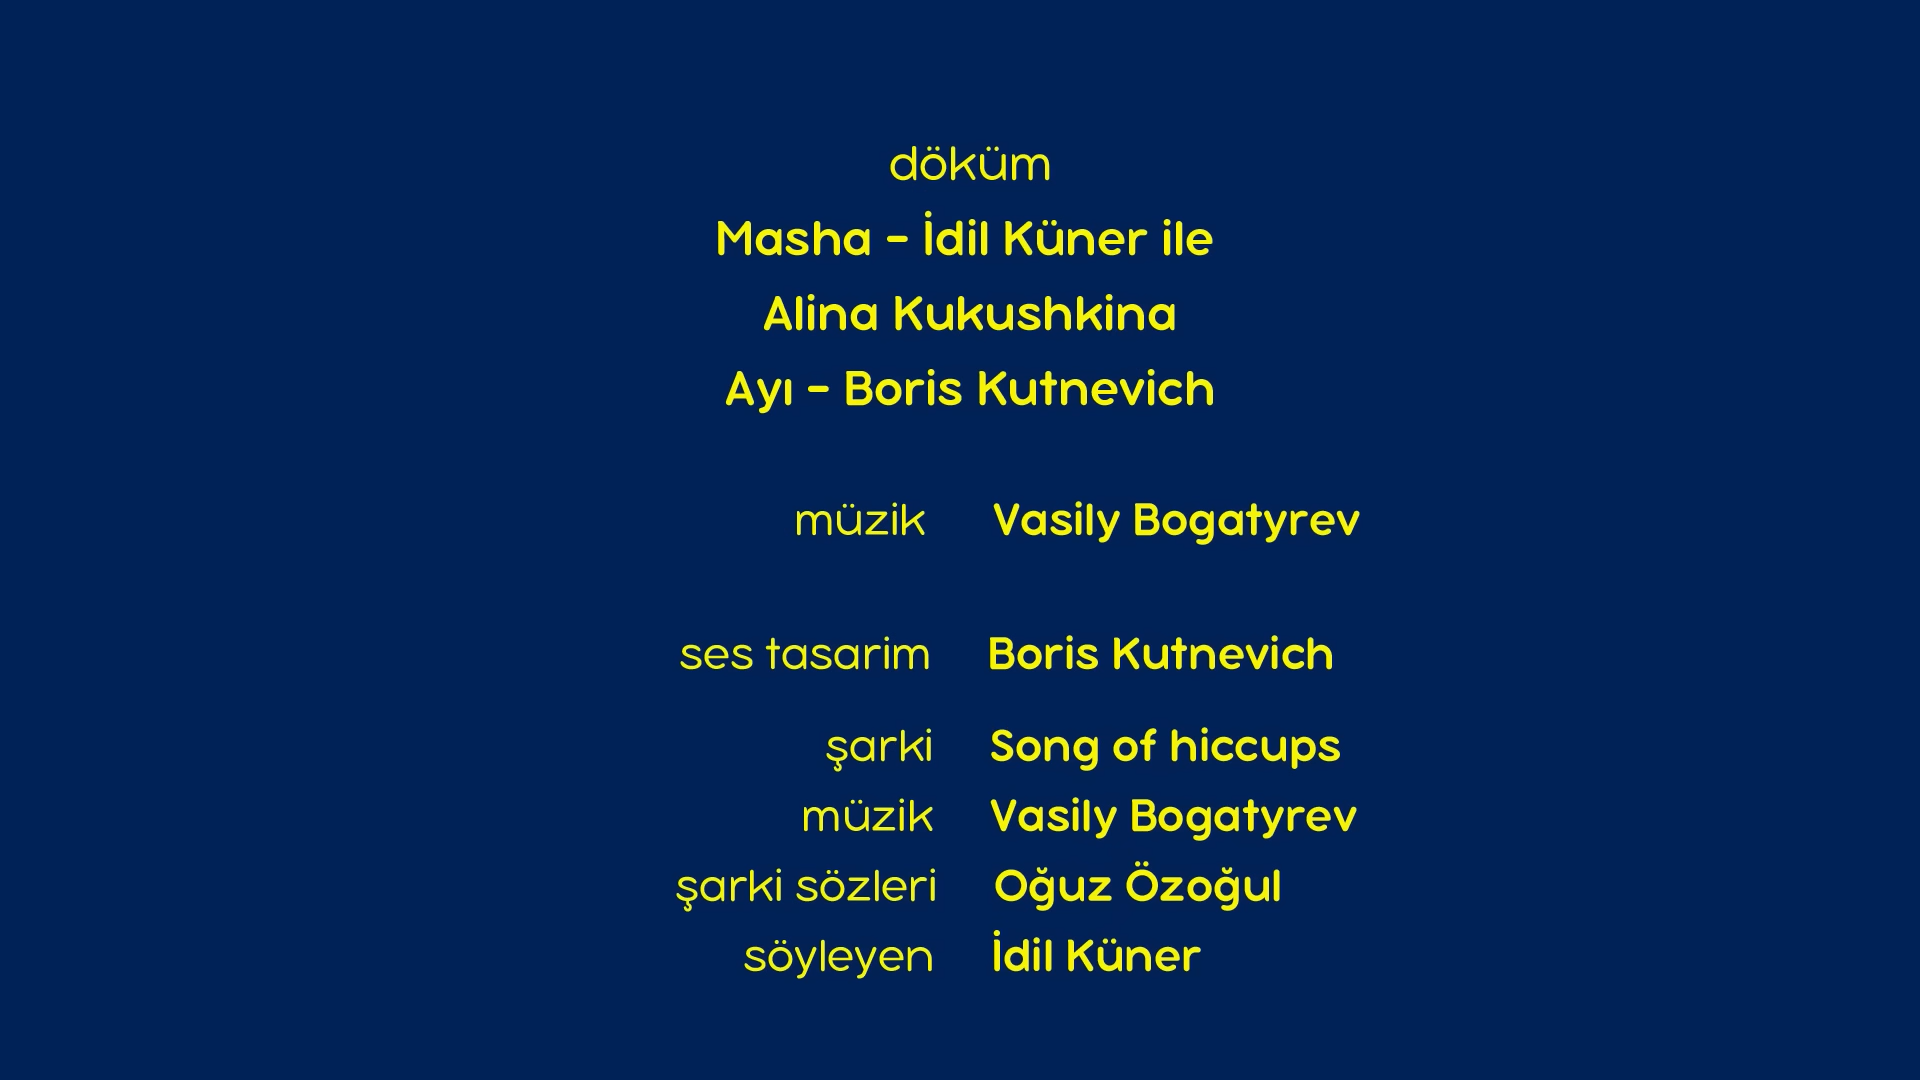 döküm
Masha - İdil Küner ile
Alina Kukushkina
Ayı - Boris Kutnevich
müzik Vasily Bogatyrev
ses tasarim Boris Kutnevich
şarki Song of hiccups
müzik Vasily Bogatyrev
şarki sözleri Oğuz Özoğul
söyleyen İdil Küner